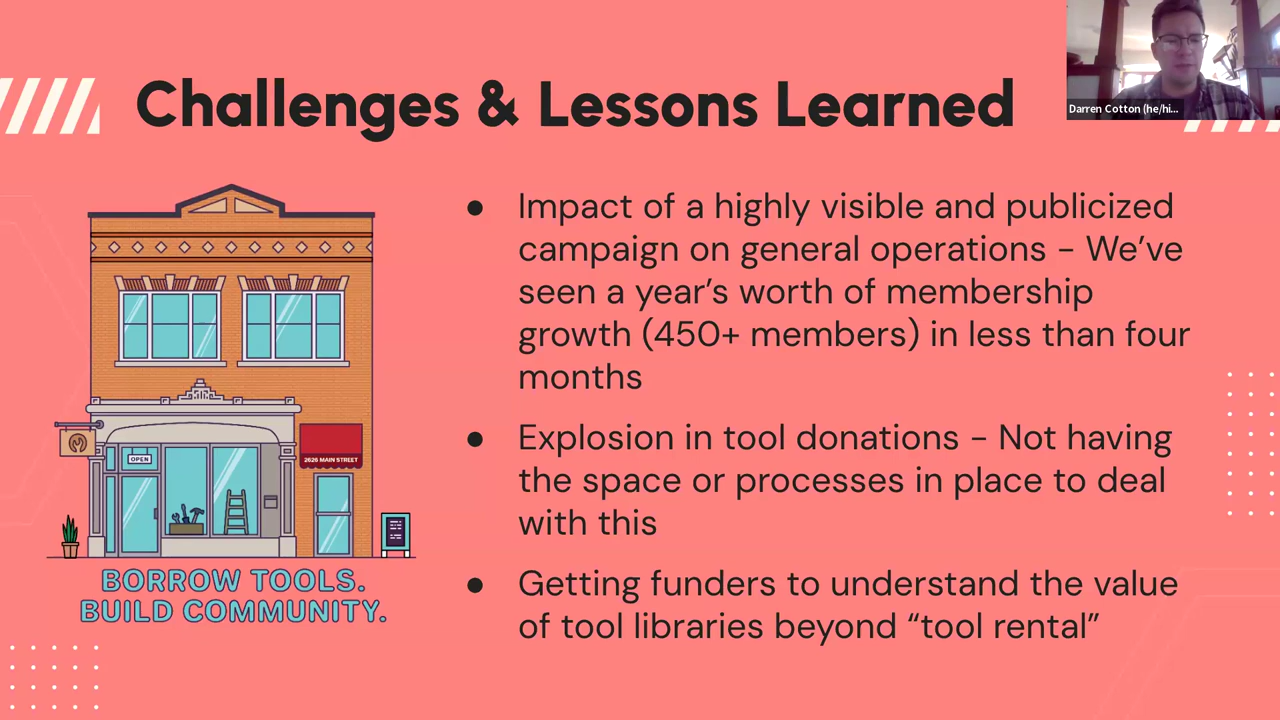 Challenges & Lessons Learned
Darren Cotton (he/hi...
● Impact of a highly visible and publicized
campaign on general operations – We’ve
seen a year’s worth of membership
growth (450+ members) in less than four
months
● Explosion in tool donations – Not having
the space or processes in place to deal
with this
● Getting funders to understand the value
of tool libraries beyond “tool rental”
OPEN
2626 MAIN STREET
BORROW TOOLS.
BUILD COMMUNITY.